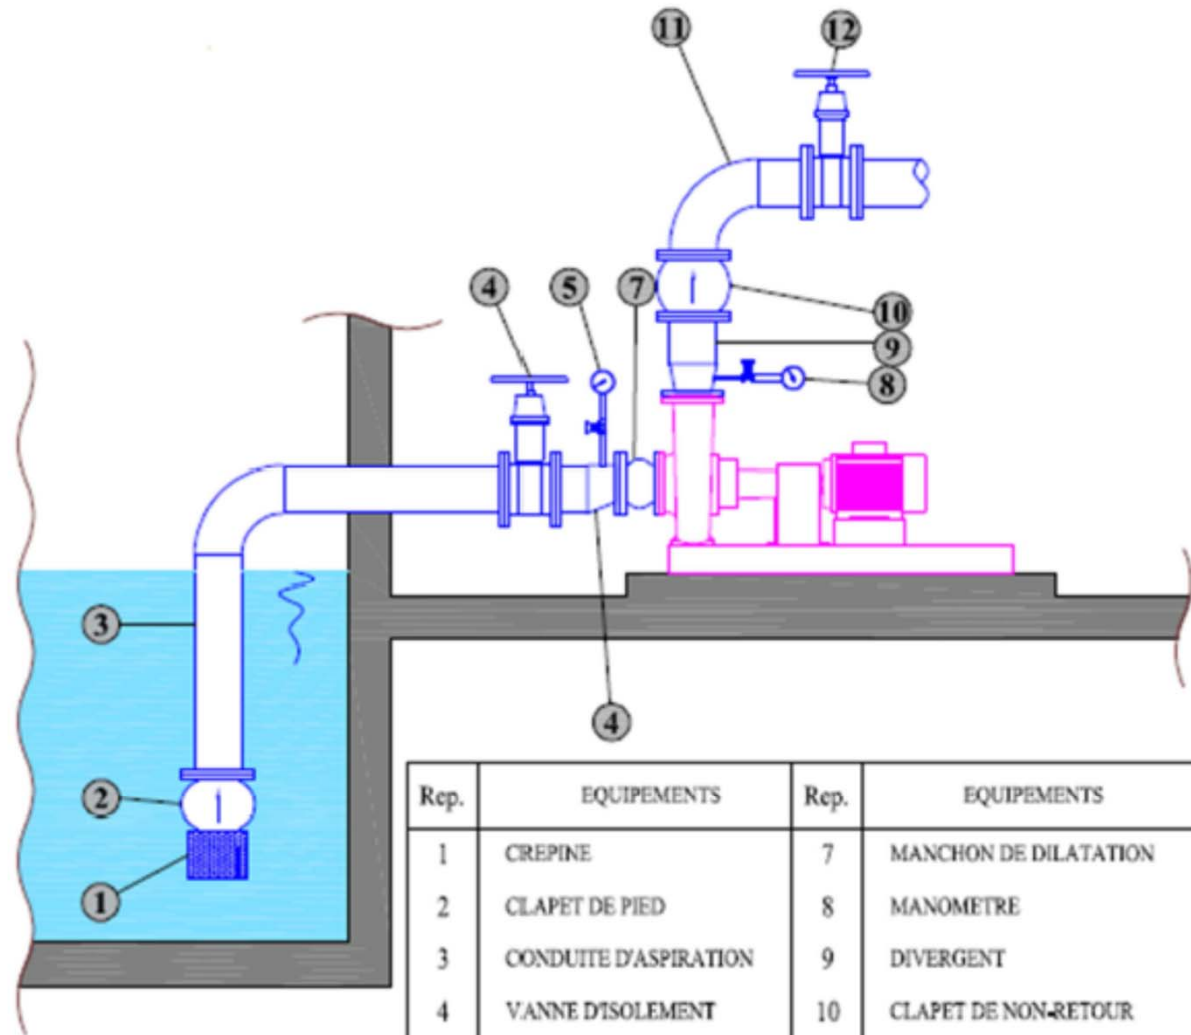 11 12
4 5 7
10
9
8
3
4
2
1
Rep. EQUIPEMENTS Rep. EQUIPEMENTS
1 CREPINE 7 MANCHON DE DILATATION
2 CLAPET DE PIED 8 MANOMETRE
3 CONDUITE D'ASPIRATION 9 DIVERGENT
4 VANNE D'ISOLEMENT 10 CLAPET DE NON-RETOUR